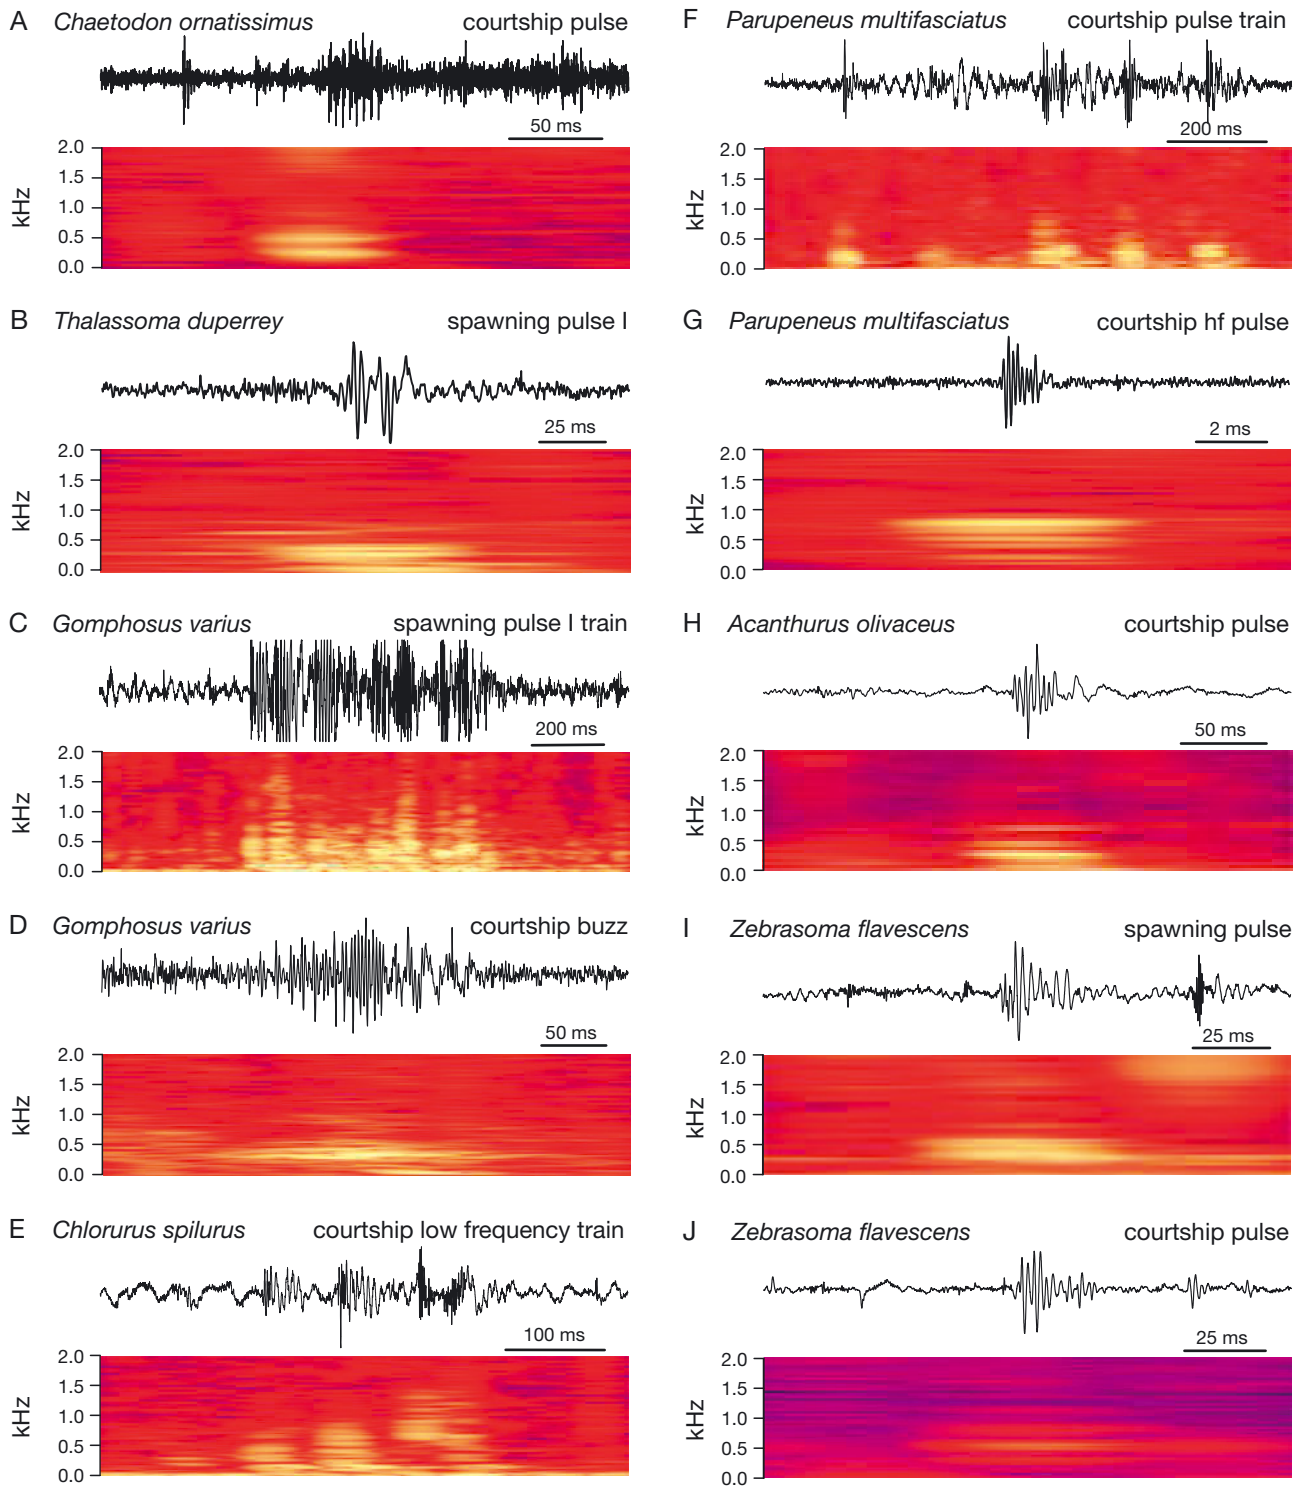 A Chaetodon ornatissimus courtship pulse
50 ms
2.0
1.5
1.0
0.5
0.0
kHz
B Thalassoma duperrey spawning pulse I
25 ms
2.0
1.5
1.0
0.5
0.0
kHz
C Gomphosus varius spawning pulse I train
200 ms
2.0
1.5
1.0
0.5
0.0
kHz
D Gomphosus varius courtship buzz
50 ms
2.0
1.5
1.0
0.5
0.0
kHz
E Chlorurus spilurus courtship low frequency train
100 ms
2.0
1.5
1.0
0.5
0.0
kHz
F Parupeneus multifasciatus courtship pulse train
200 ms
2.0
1.5
1.0
0.5
0.0
kHz
G Parupeneus multifasciatus courtship hf pulse
2 ms
2.0
1.5
1.0
0.5
0.0
kHz
H Acanthurus olivaceus courtship pulse
50 ms
2.0
1.5
1.0
0.5
0.0
kHz
I Zebrasoma flavescens spawning pulse
25 ms
2.0
1.5
1.0
0.5
0.0
kHz
J Zebrasoma flavescens courtship pulse
25 ms
2.0
1.5
1.0
0.5
0.0
kHz